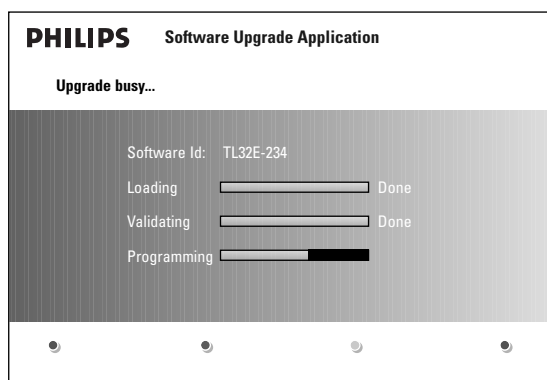 PHILIPS Software Upgrade Application
Upgrade busy...
Software Id: TL32E-234
Loading Done
Validating Done
Programming